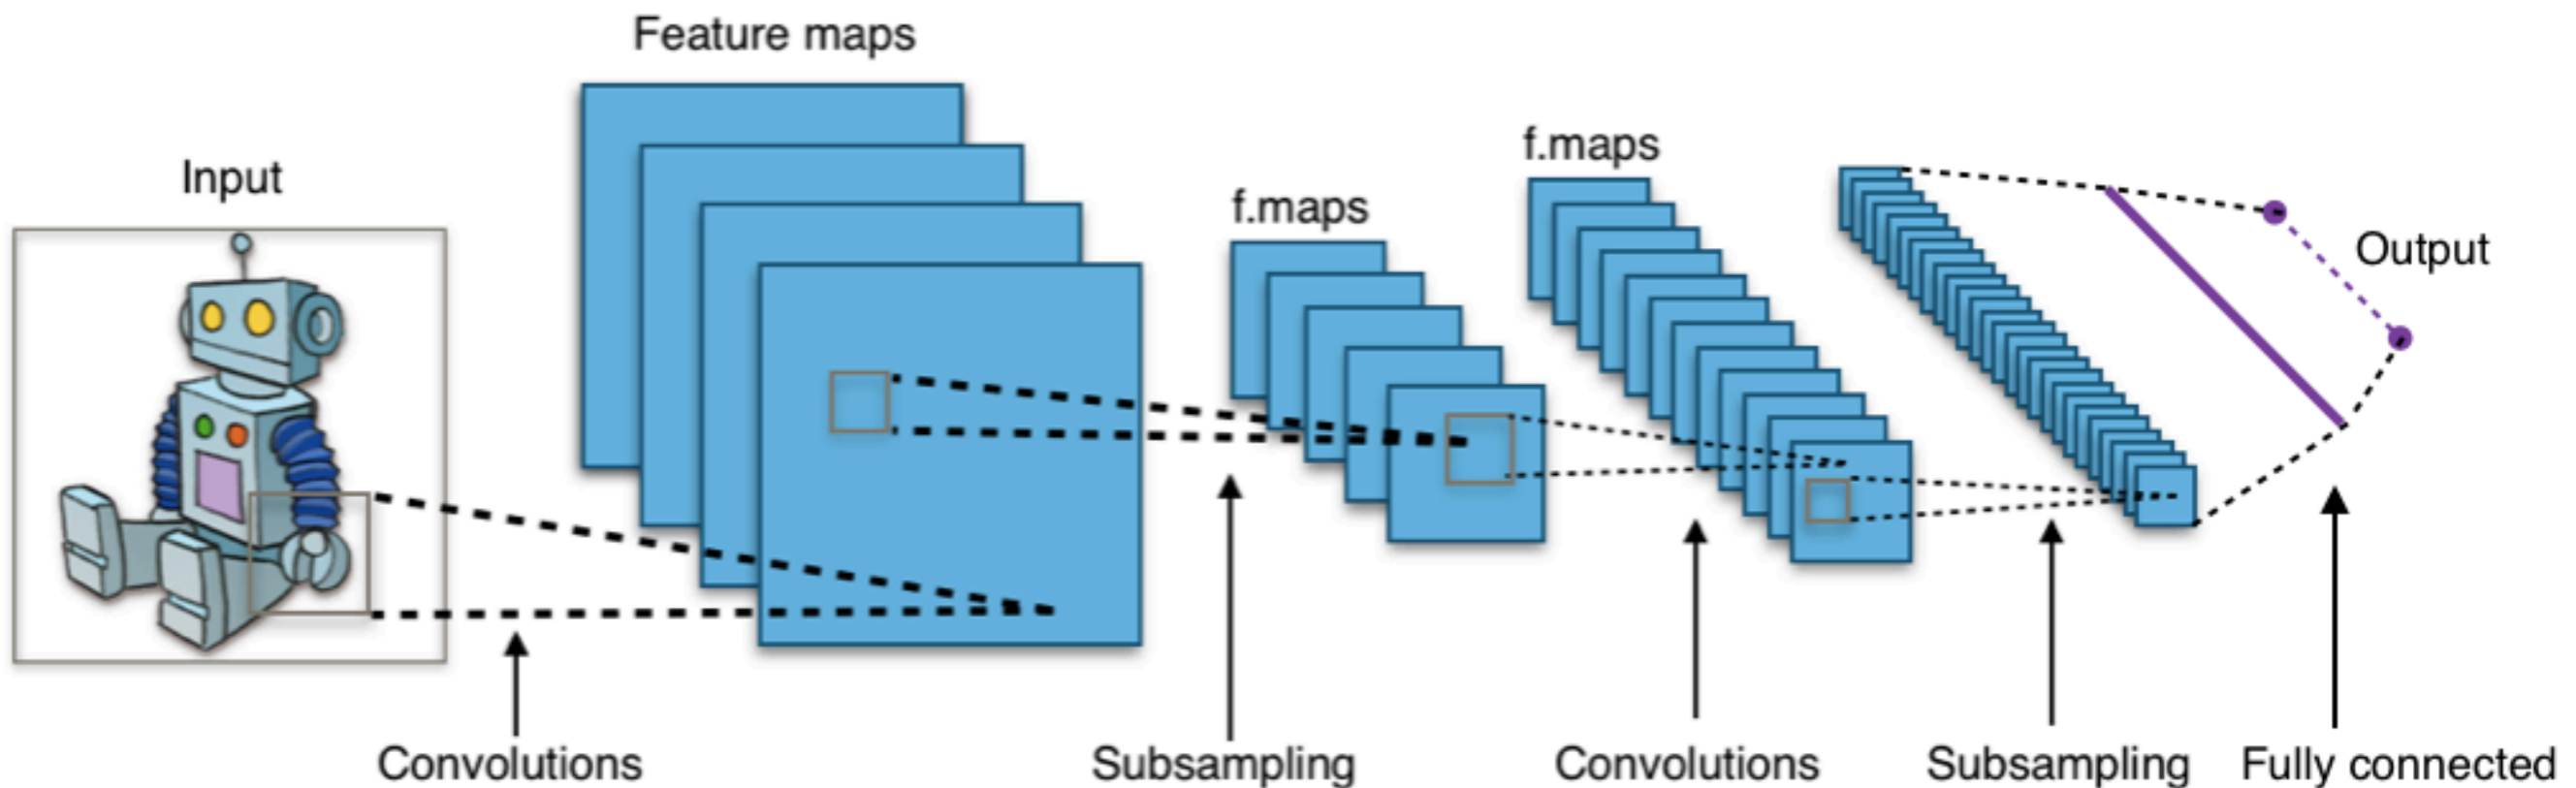 Feature maps
f.maps
Input
f.maps
Output
Convolutions
Subsampling
Convolutions
Subsampling
Fully connected